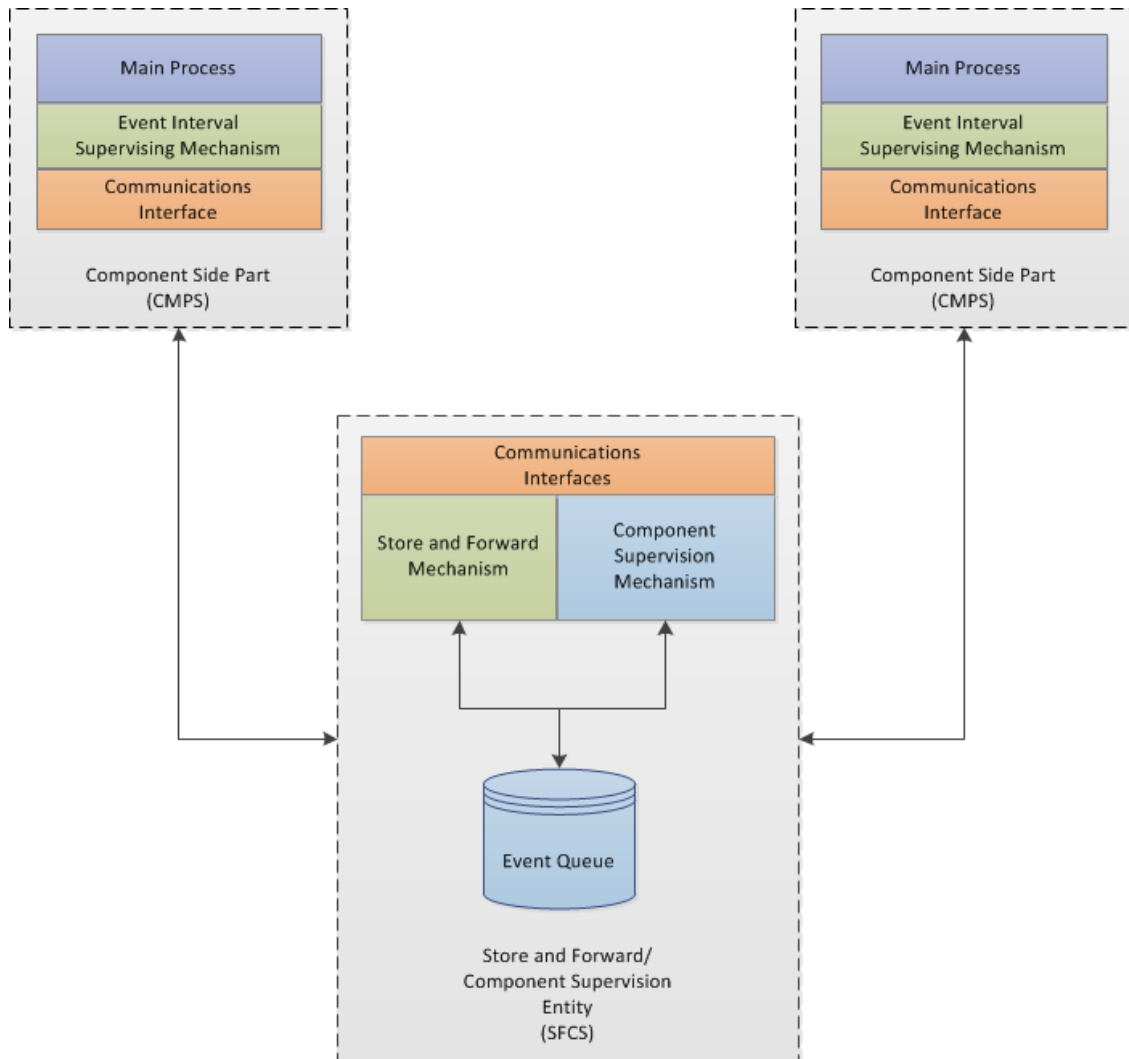 Main Process
Event Interval
Supervising Mechanism
Communications
Interface
Component Side Part
(CMPS)
Main Process
Event Interval
Supervising Mechanism
Communications
Interface
Component Side Part
(CMPS)
Communications
Interfaces
Store and Forward
Mechanism
Component
Supervision
Mechanism
Event Queue
Store and Forward/
Component Supervision
Entity
(SFCS)